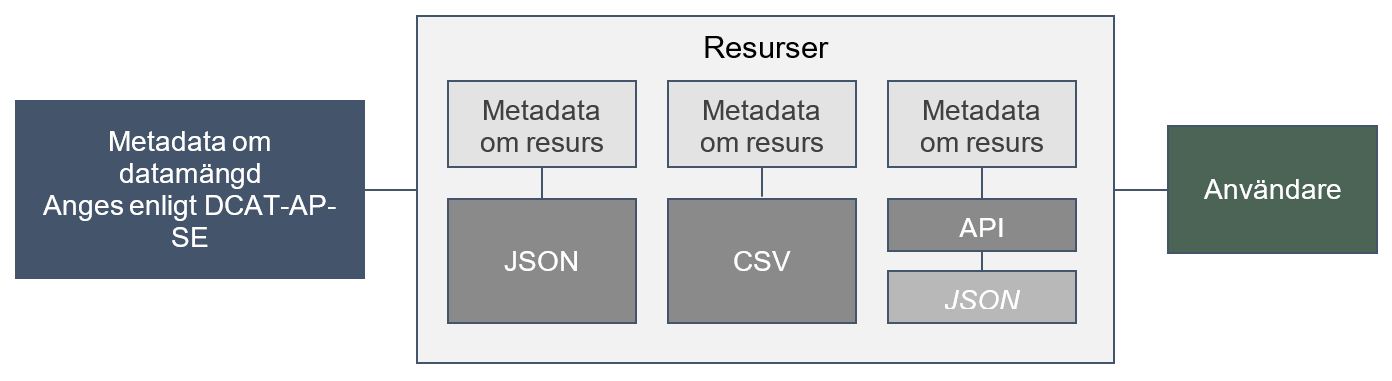 Resurser
Metadata om
datamängd
Anges enligt DCAT-AP-
SE
Metadata
om resurs
JSON
Metadata
om resurs
CSV
Metadata
om resurs
API
JSON
Användare